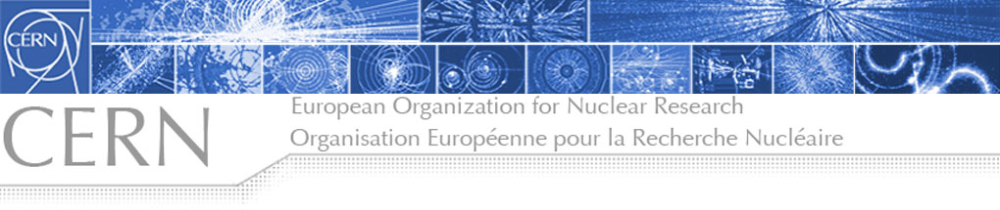 CERN
CERN
European Organization for Nuclear Research
Organisation Européenne pour la Recherche Nucléaire